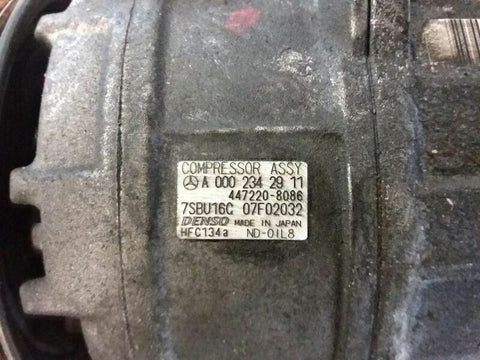 COMPRESSOR ASSY
A 000 234 29 11
447220-8086
7SBU16C 07F02032
DENSO MADE IN JAPAN
HFC134a ND-OIL8